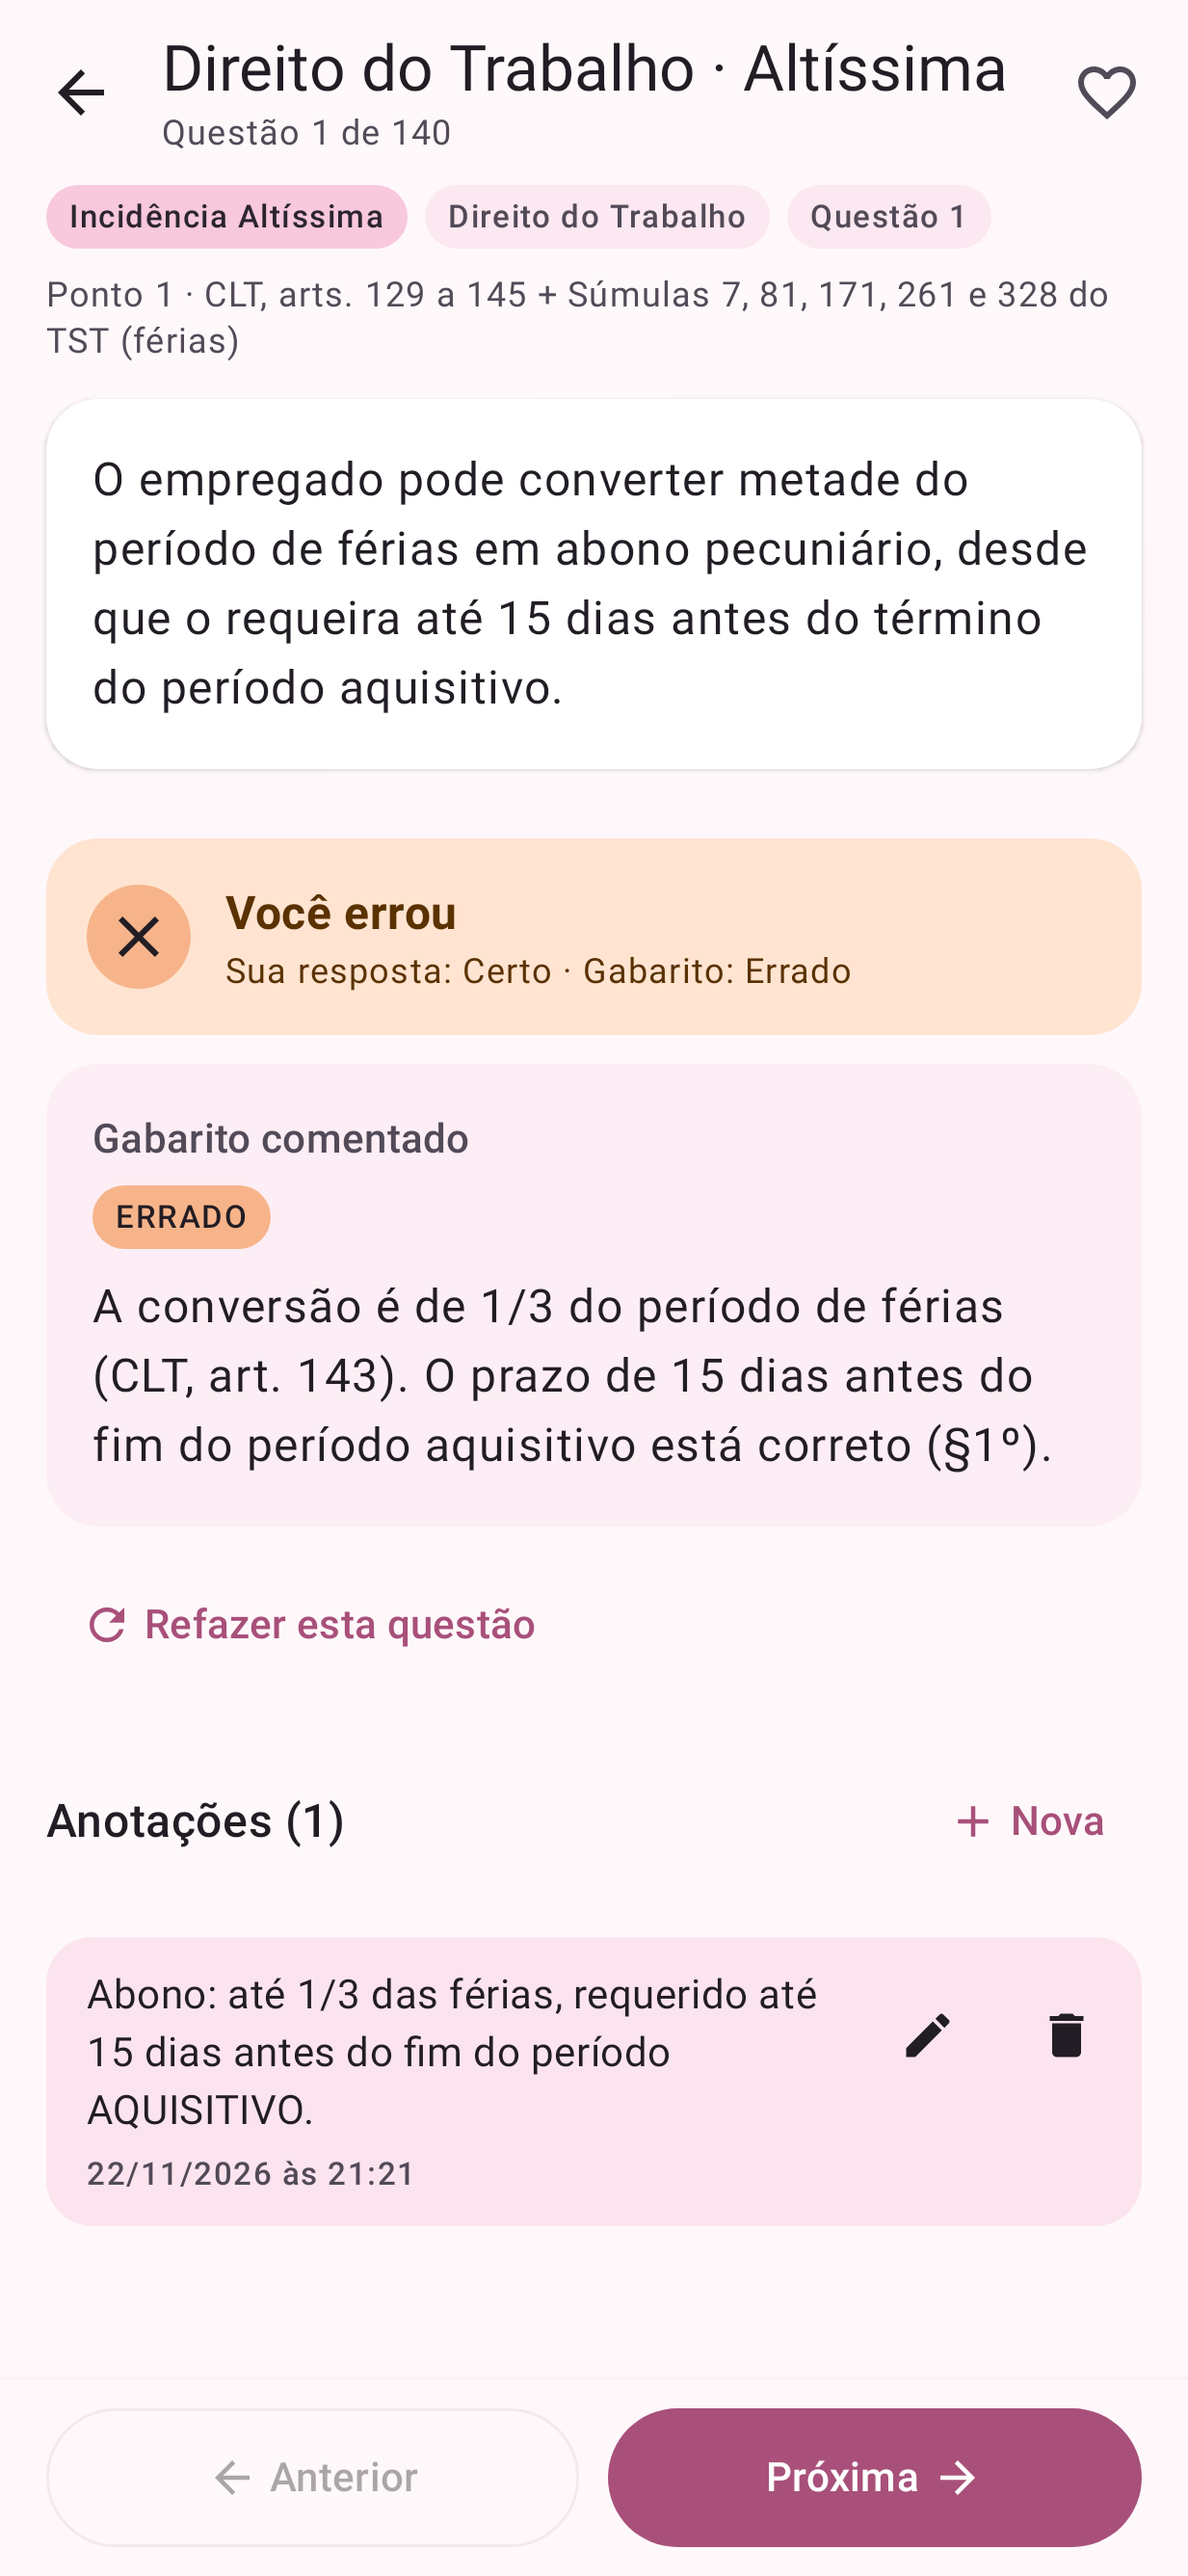 Direito do Trabalho · Altíssima
Questão 1 de 140
Incidência Altíssima
Direito do Trabalho
Questão 1
Ponto 1 · CLT, arts. 129 a 145 + Súmulas 7, 81, 171, 261 e 328 do
TST (férias)
O empregado pode converter metade do
período de férias em abono pecuniário, desde
que o requeira até 15 dias antes do término
do período aquisitivo.
Você errou
Sua resposta: Certo · Gabarito: Errado
Gabarito comentado
ERRADO
A conversão é de 1/3 do período de férias
(CLT, art. 143). O prazo de 15 dias antes do
fim do período aquisitivo está correto (§1º).
Refazer esta questão
Anotações (1)
+ Nova
Abono: até 1/3 das férias, requerido até
15 dias antes do fim do período
AQUISITIVO.
22/11/2026 às 21:21
← Anterior
Próxima →